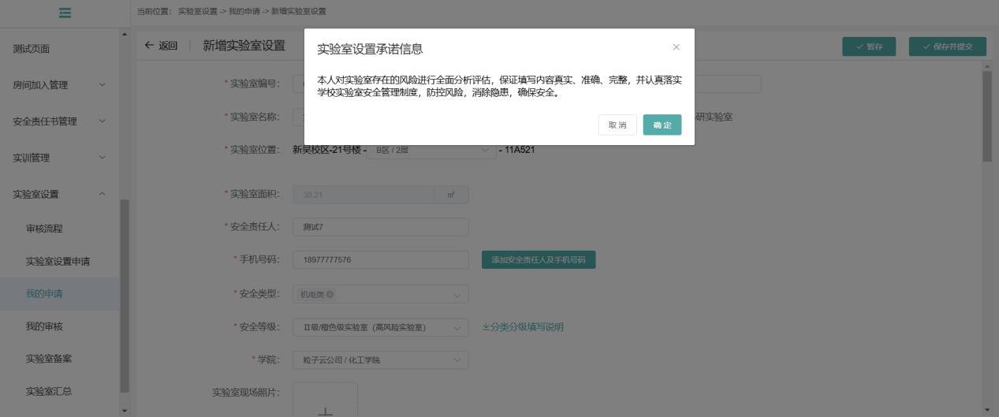 当前位置： 实验室设置 -> 我的申请 -> 新增实验室设置
测试页面
房间加入管理
安全责任书管理
实训管理
实验室设置
审核流程
实验室设置申请
我的申请
我的审核
实验室备案
实验室汇总
← 返回 | 新增实验室设置
✓ 暂存
✓ 保存并提交
实验室设置承诺信息
本人对实验室存在的风险进行全面分析评估，保证填写内容真实、准确、完整，并认真落实
学校实验室安全管理制度，防控风险，消除隐患，确保安全。
取消
确定
* 实验室编号：
* 实验室名称：
研实验室
* 实验室位置： 新吴校区-21号楼 - B区 / 2层 - 11A521
* 实验室面积： 30.21 ㎡
* 安全责任人： 测试7
* 手机号码： 18977777576 添加安全责任人及手机号码
* 安全类型： 机电类
* 安全等级： Ⅱ级/橙色级实验室（高风险实验室） 分类分级填写说明
* 学院： 粒子云公司 / 化工学院
实验室现场照片：